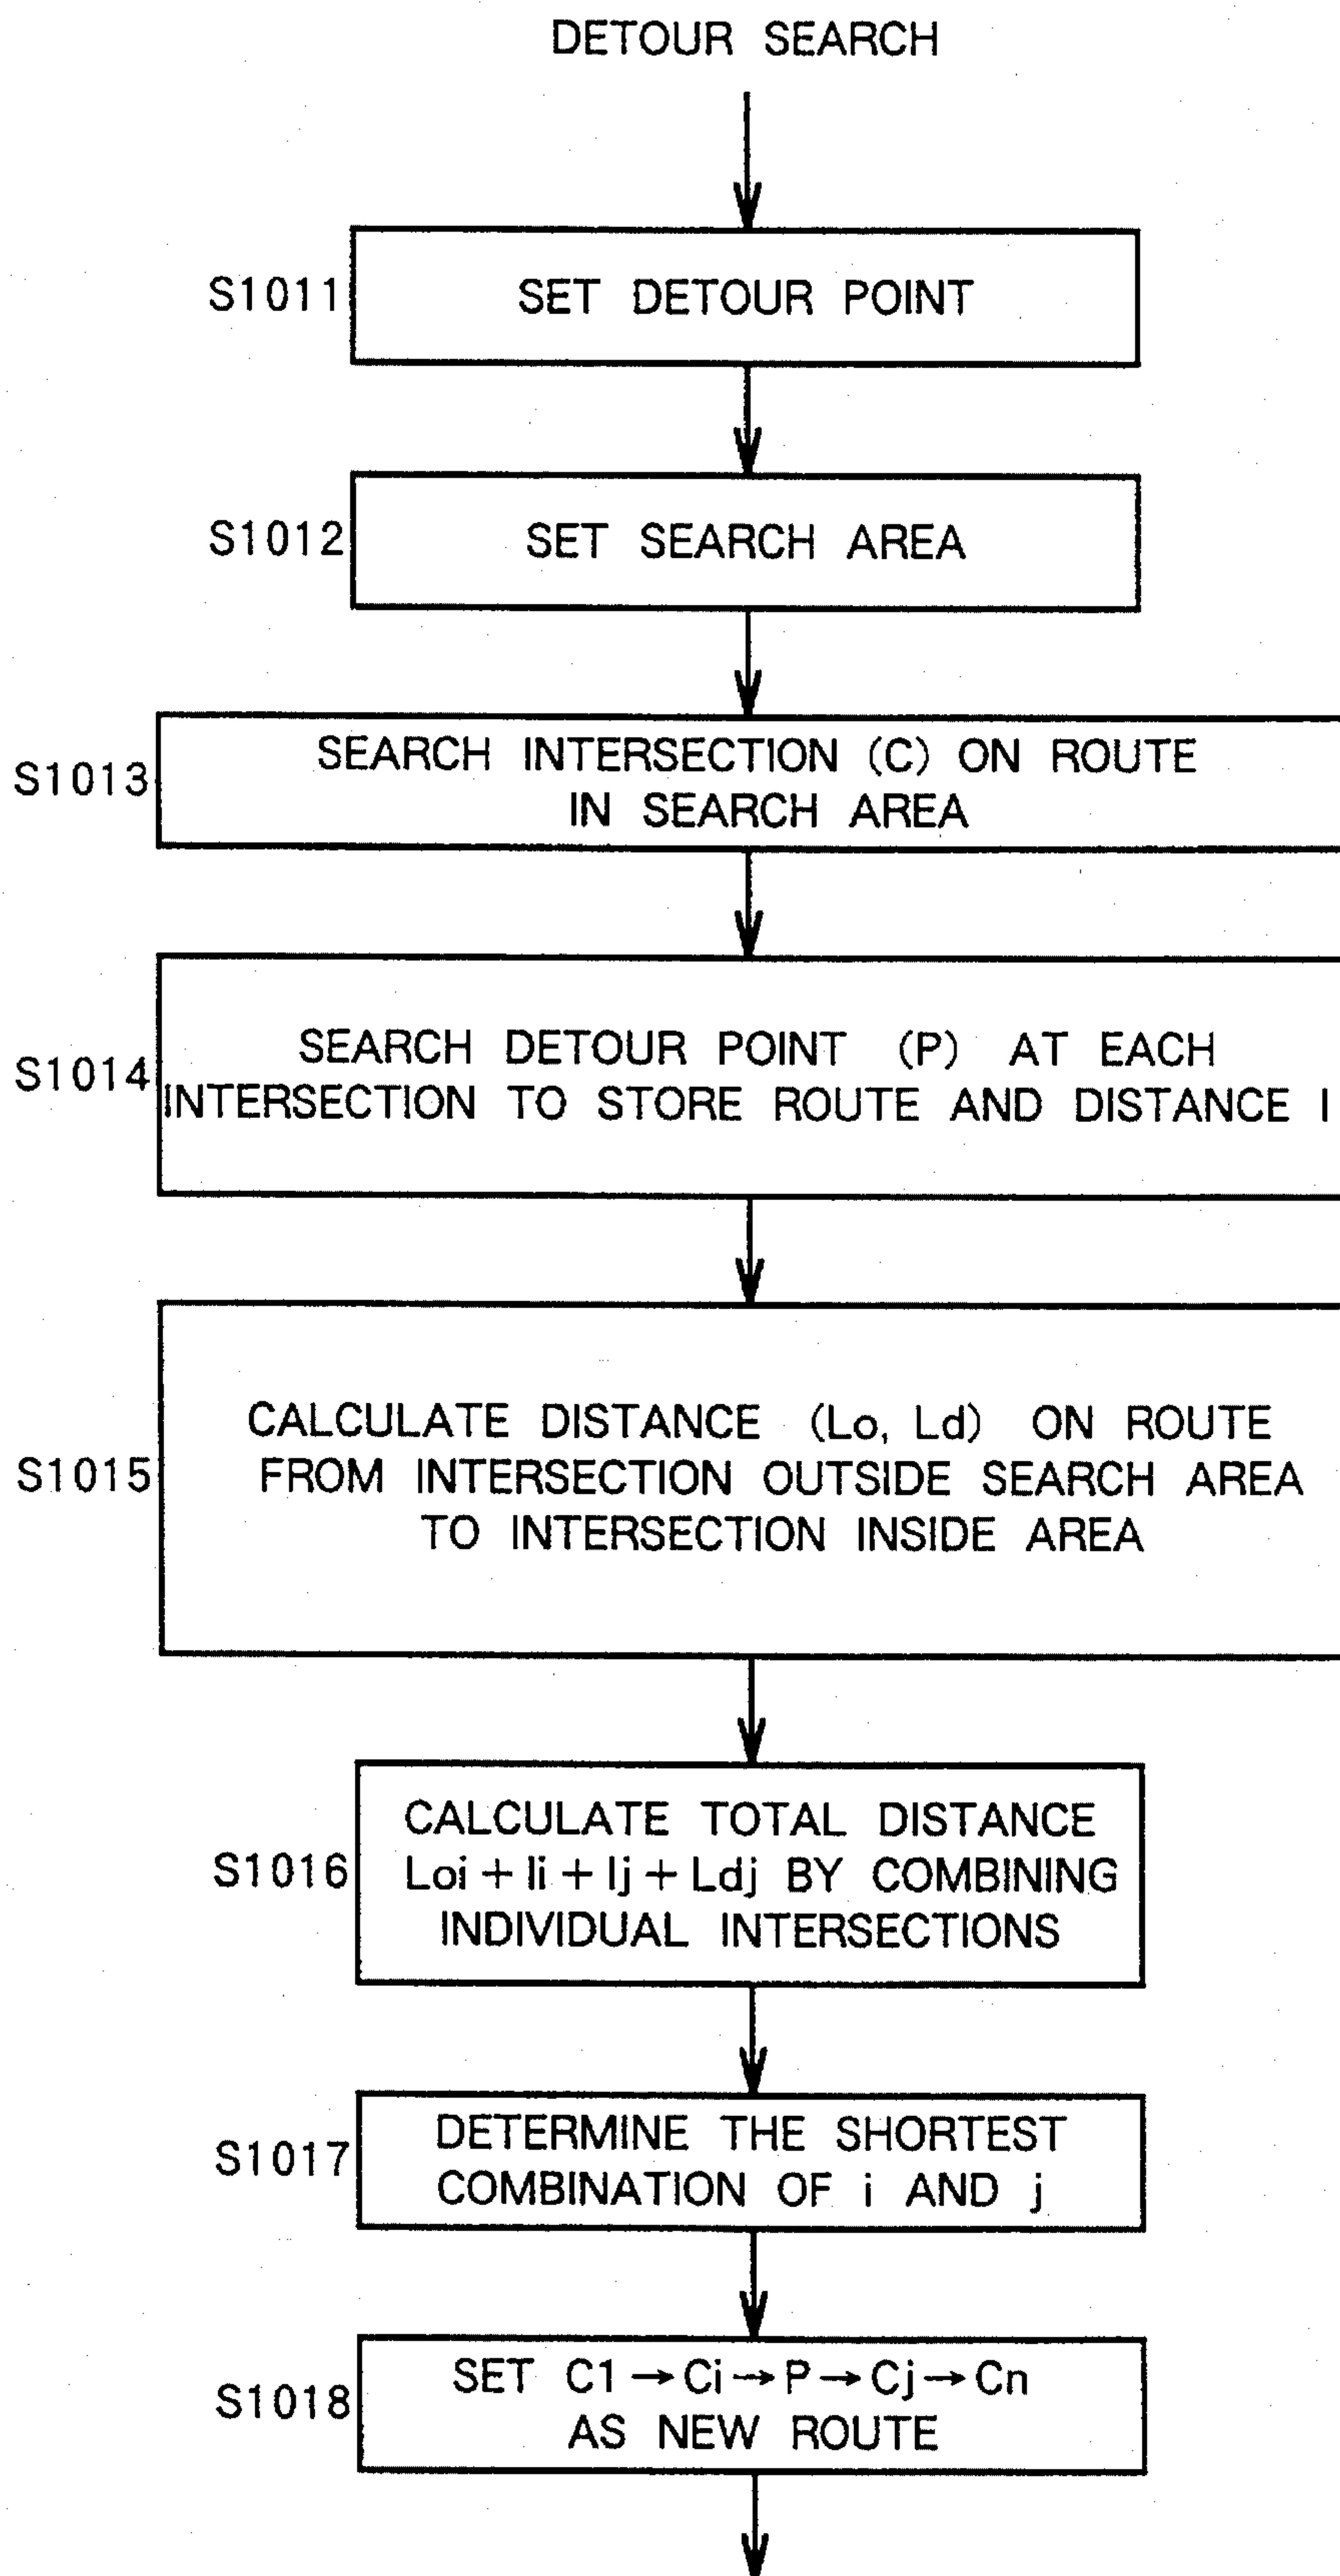 DETOUR SEARCH
S1011
SET DETOUR POINT
S1012
SET SEARCH AREA
S1013
SEARCH INTERSECTION (C) ON ROUTE
IN SEARCH AREA
S1014
SEARCH DETOUR POINT (P) AT EACH
INTERSECTION TO STORE ROUTE AND DISTANCE l
S1015
CALCULATE DISTANCE (Lo, Ld) ON ROUTE
FROM INTERSECTION OUTSIDE SEARCH AREA
TO INTERSECTION INSIDE AREA
S1016
CALCULATE TOTAL DISTANCE
Loi + li + lj + Ldj BY COMBINING
INDIVIDUAL INTERSECTIONS
S1017
DETERMINE THE SHORTEST
COMBINATION OF i AND j
S1018
SET C1 → Ci → P → Cj → Cn
AS NEW ROUTE